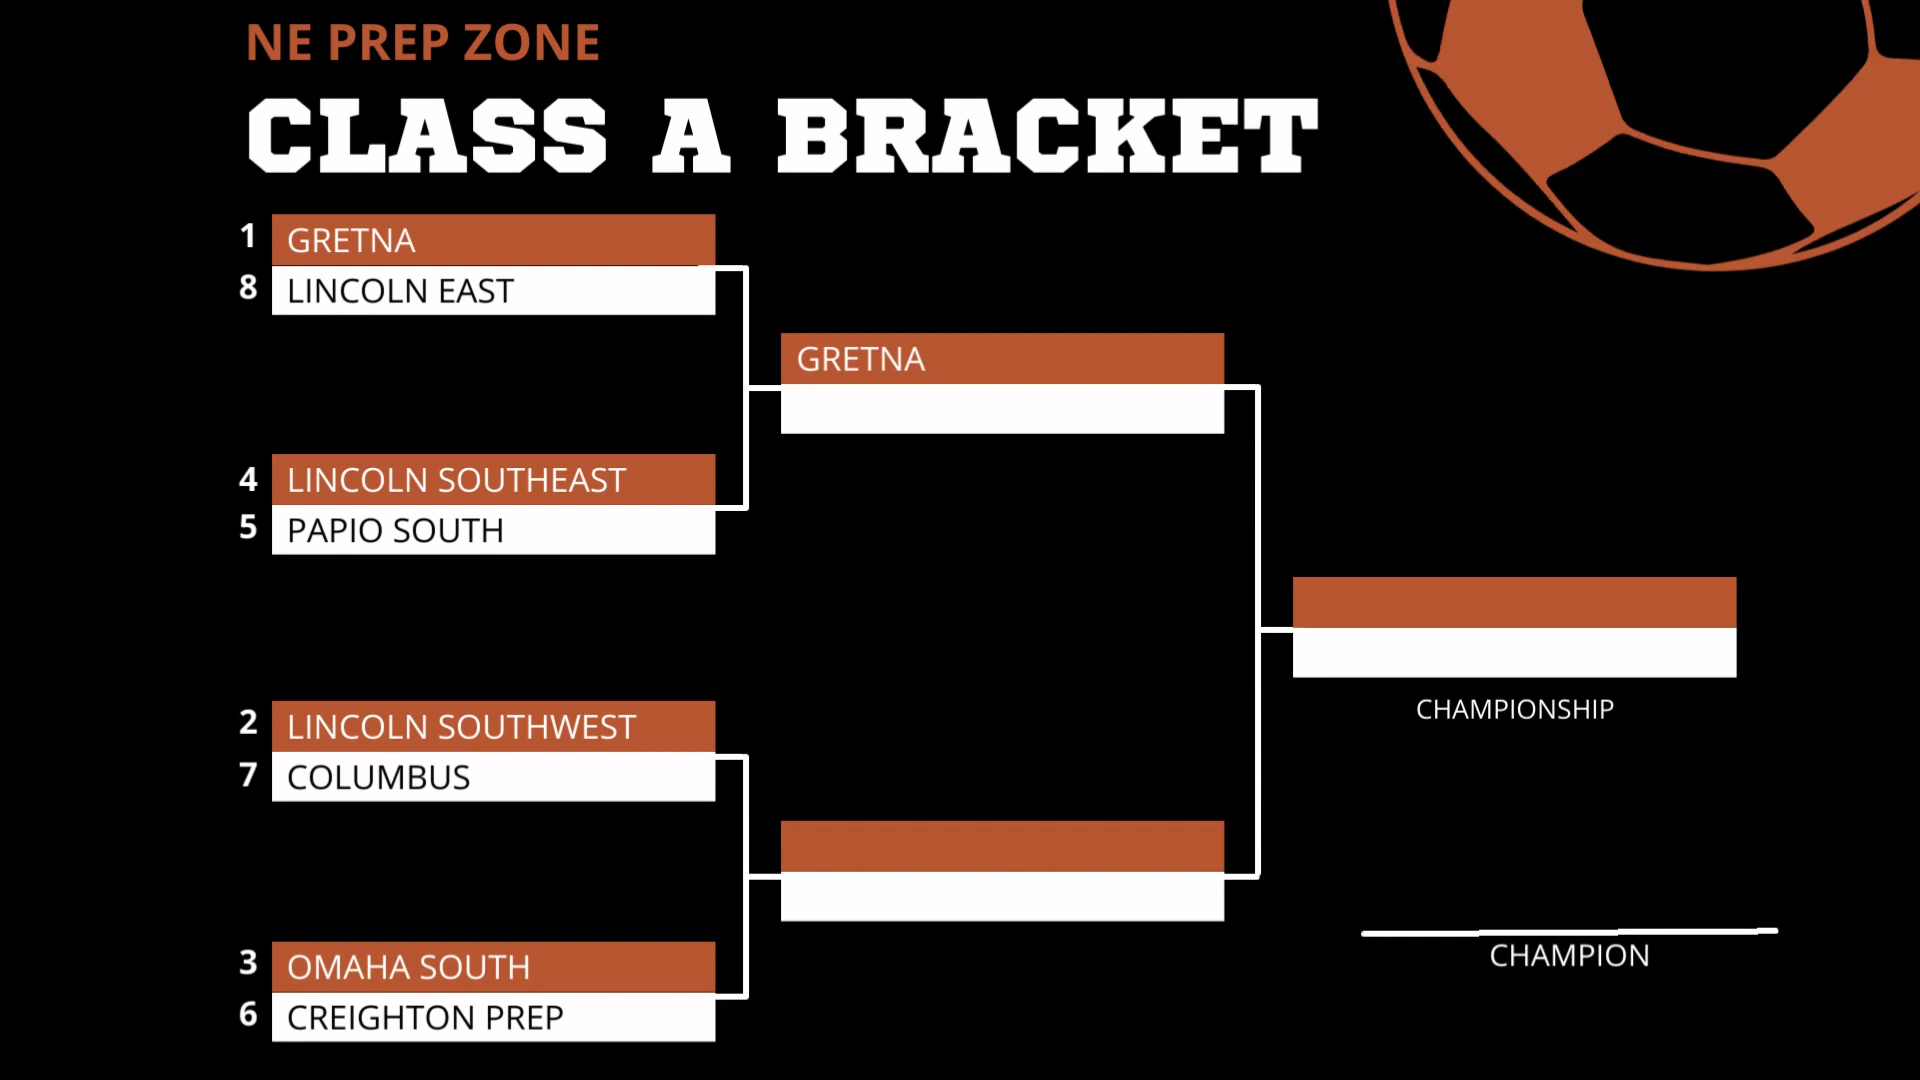 NE PREP ZONE
CLASS A BRACKET
1 GRETNA
8 LINCOLN EAST
GRETNA
4 LINCOLN SOUTHEAST
5 PAPIO SOUTH
CHAMPIONSHIP
2 LINCOLN SOUTHWEST
7 COLUMBUS
3 OMAHA SOUTH
6 CREIGHTON PREP
CHAMPION